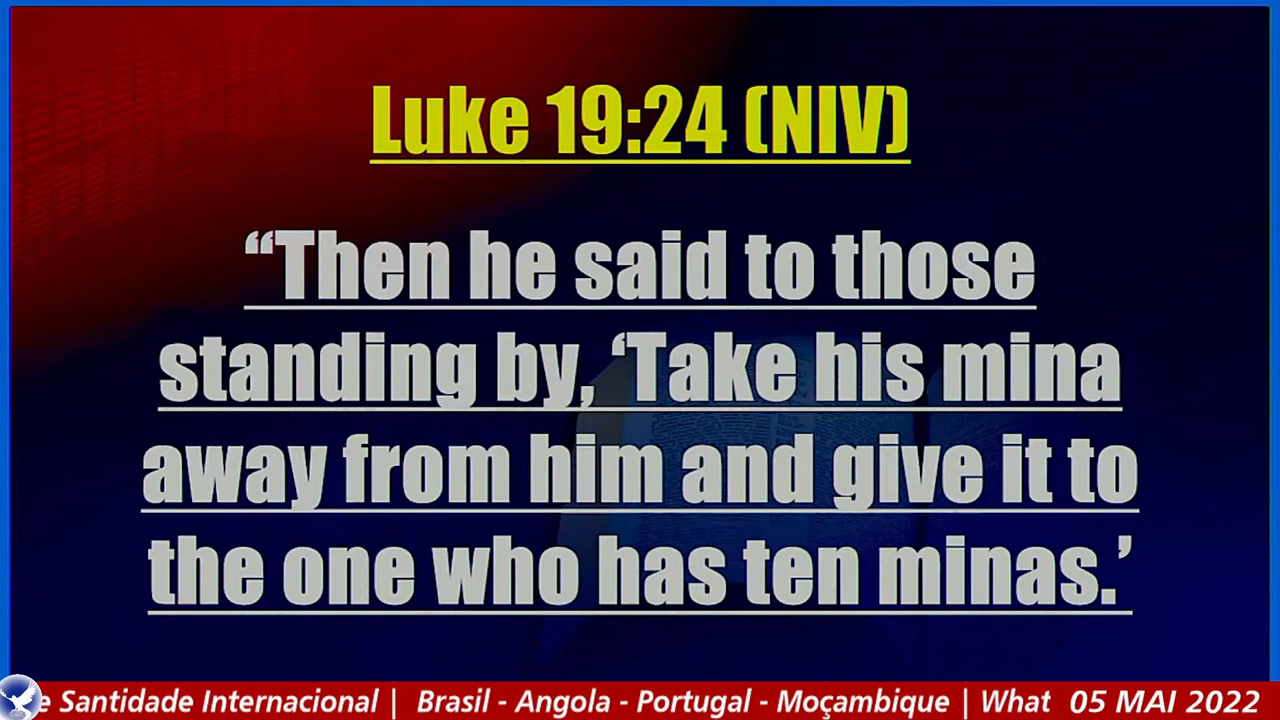 Luke 19:24 (NIV)
“Then he said to those
standing by, ‘Take his mina
away from him and give it to
the one who has ten minas.’
e Santidade Internacional | Brasil - Angola - Portugal - Moçambique | What 05 MAI 2022